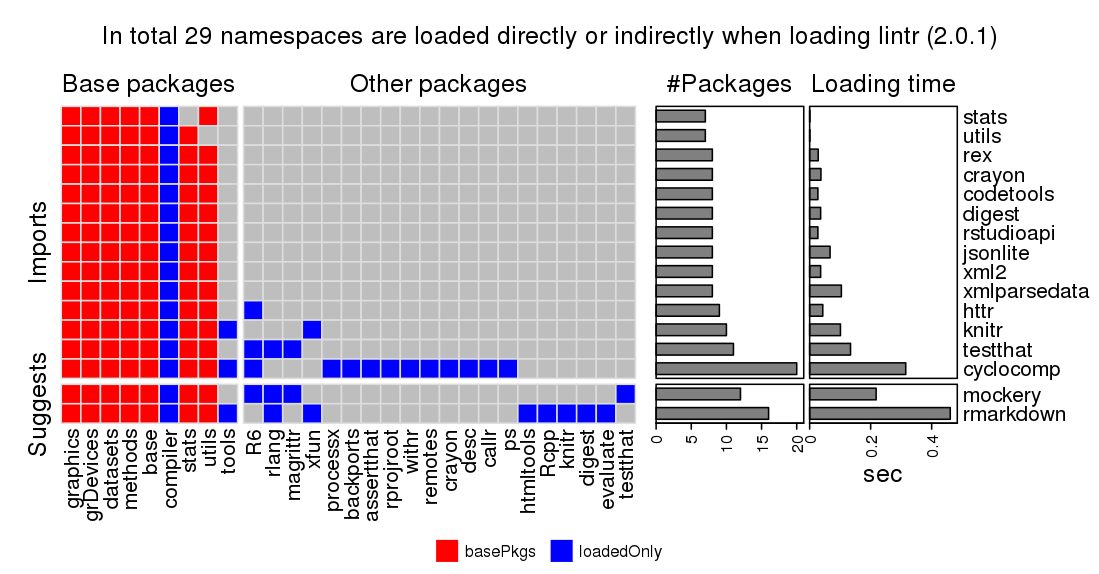 In total 29 namespaces are loaded directly or indirectly when loading lintr (2.0.1)
Base packages
Other packages
#Packages
Loading time
Imports
Suggests
stats
utils
rex
crayon
codetools
digest
rstudioapi
jsonlite
xml2
xmlparsedata
httr
knitr
testthat
cyclocomp
mockery
rmarkdown
graphics
grDevices
datasets
methods
base
compiler
stats
utils
tools
R6
rlang
magrittr
xfun
processx
backports
assertthat
rprojroot
withr
remotes
crayon
desc
callr
ps
htmltools
Rcpp
knitr
digest
evaluate
testthat
0 5 10 15 20
0 0.2 0.4
sec
basePkgs
loadedOnly